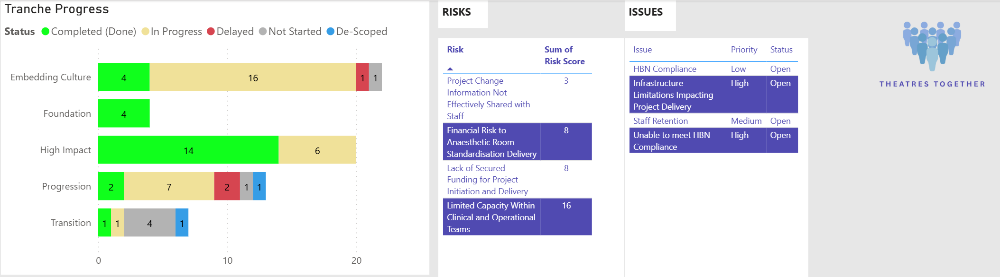 Tranche Progress
Status Completed (Done) In Progress Delayed Not Started De-Scoped
Embedding Culture 4 16 1 1
Foundation 4
High Impact 14 6
Progression 2 7 2 1 1
Transition 1 1 4 1
0 10 20
RISKS
Risk Sum of
Risk Score
Project Change 3
Information Not
Effectively Shared with
Staff
Financial Risk to 8
Anaesthetic Room
Standardisation Delivery
Lack of Secured 8
Funding for Project
Initiation and Delivery
Limited Capacity Within 16
Clinical and Operational
Teams
ISSUES
Issue Priority Status
HBN Compliance Low Open
Infrastructure High Open
Limitations Impacting
Project Delivery
Staff Retention Medium Open
Unable to meet HBN High Open
Compliance
THEATRES TOGETHER